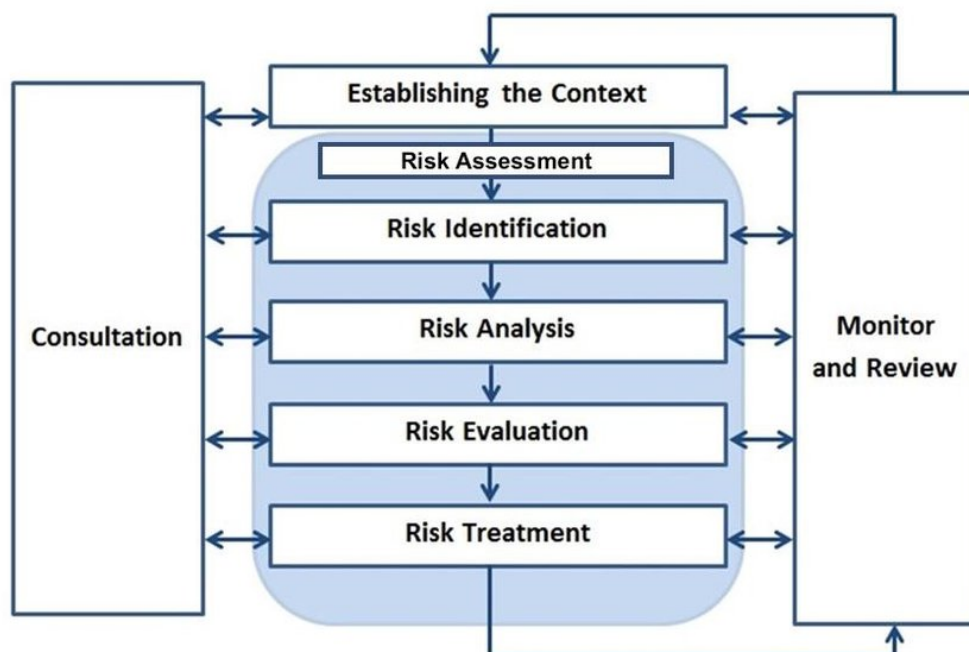 Establishing the Context
Risk Assessment
Risk Identification
Risk Analysis
Risk Evaluation
Risk Treatment
Consultation
Monitor
and Review